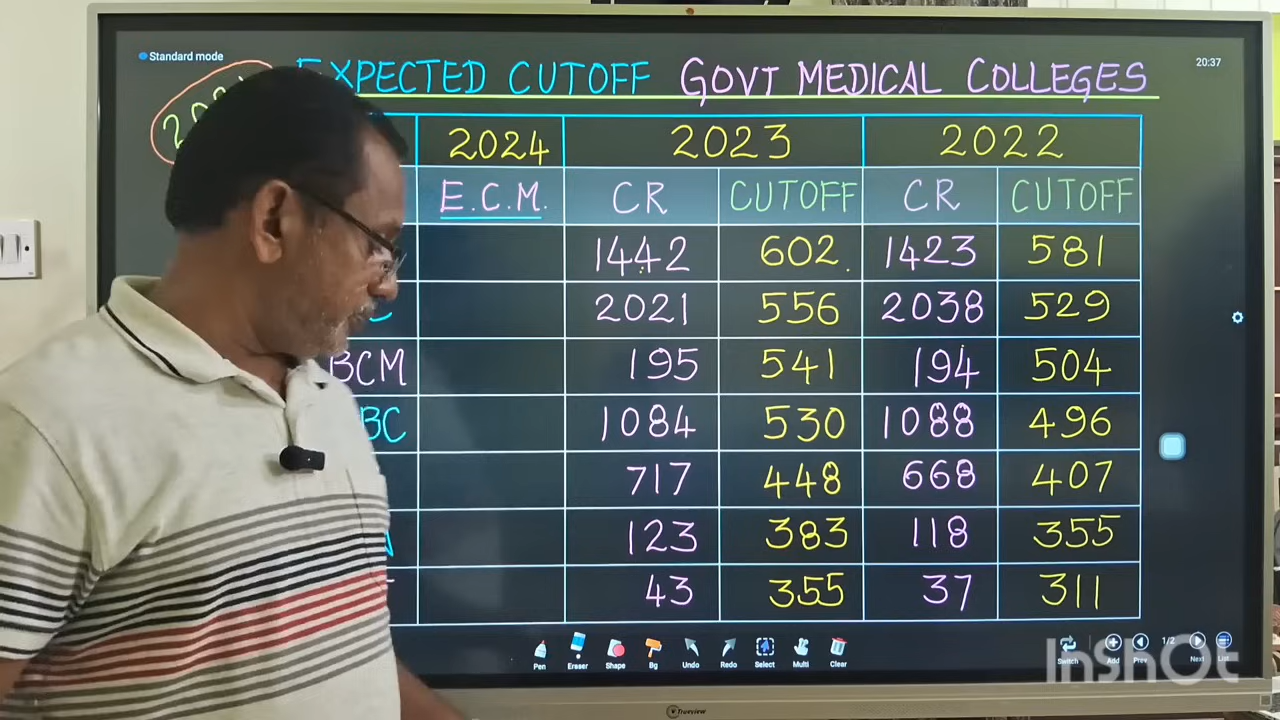 Standard mode
20:37
EXPECTED CUTOFF GOVT MEDICAL COLLEGES
2024 2023 2022
E.C.M. CR CUTOFF CR CUTOFF
1442 602 1423 581
2021 556 2038 529
BCM 195 541 194 504
BC 1084 530 1088 496
717 448 668 407
123 383 118 355
43 355 37 311
Pen Eraser Shape Bg Undo Redo Select Multi Clear Switch Add Prev 1/2 Next List
InShOt
Trueview